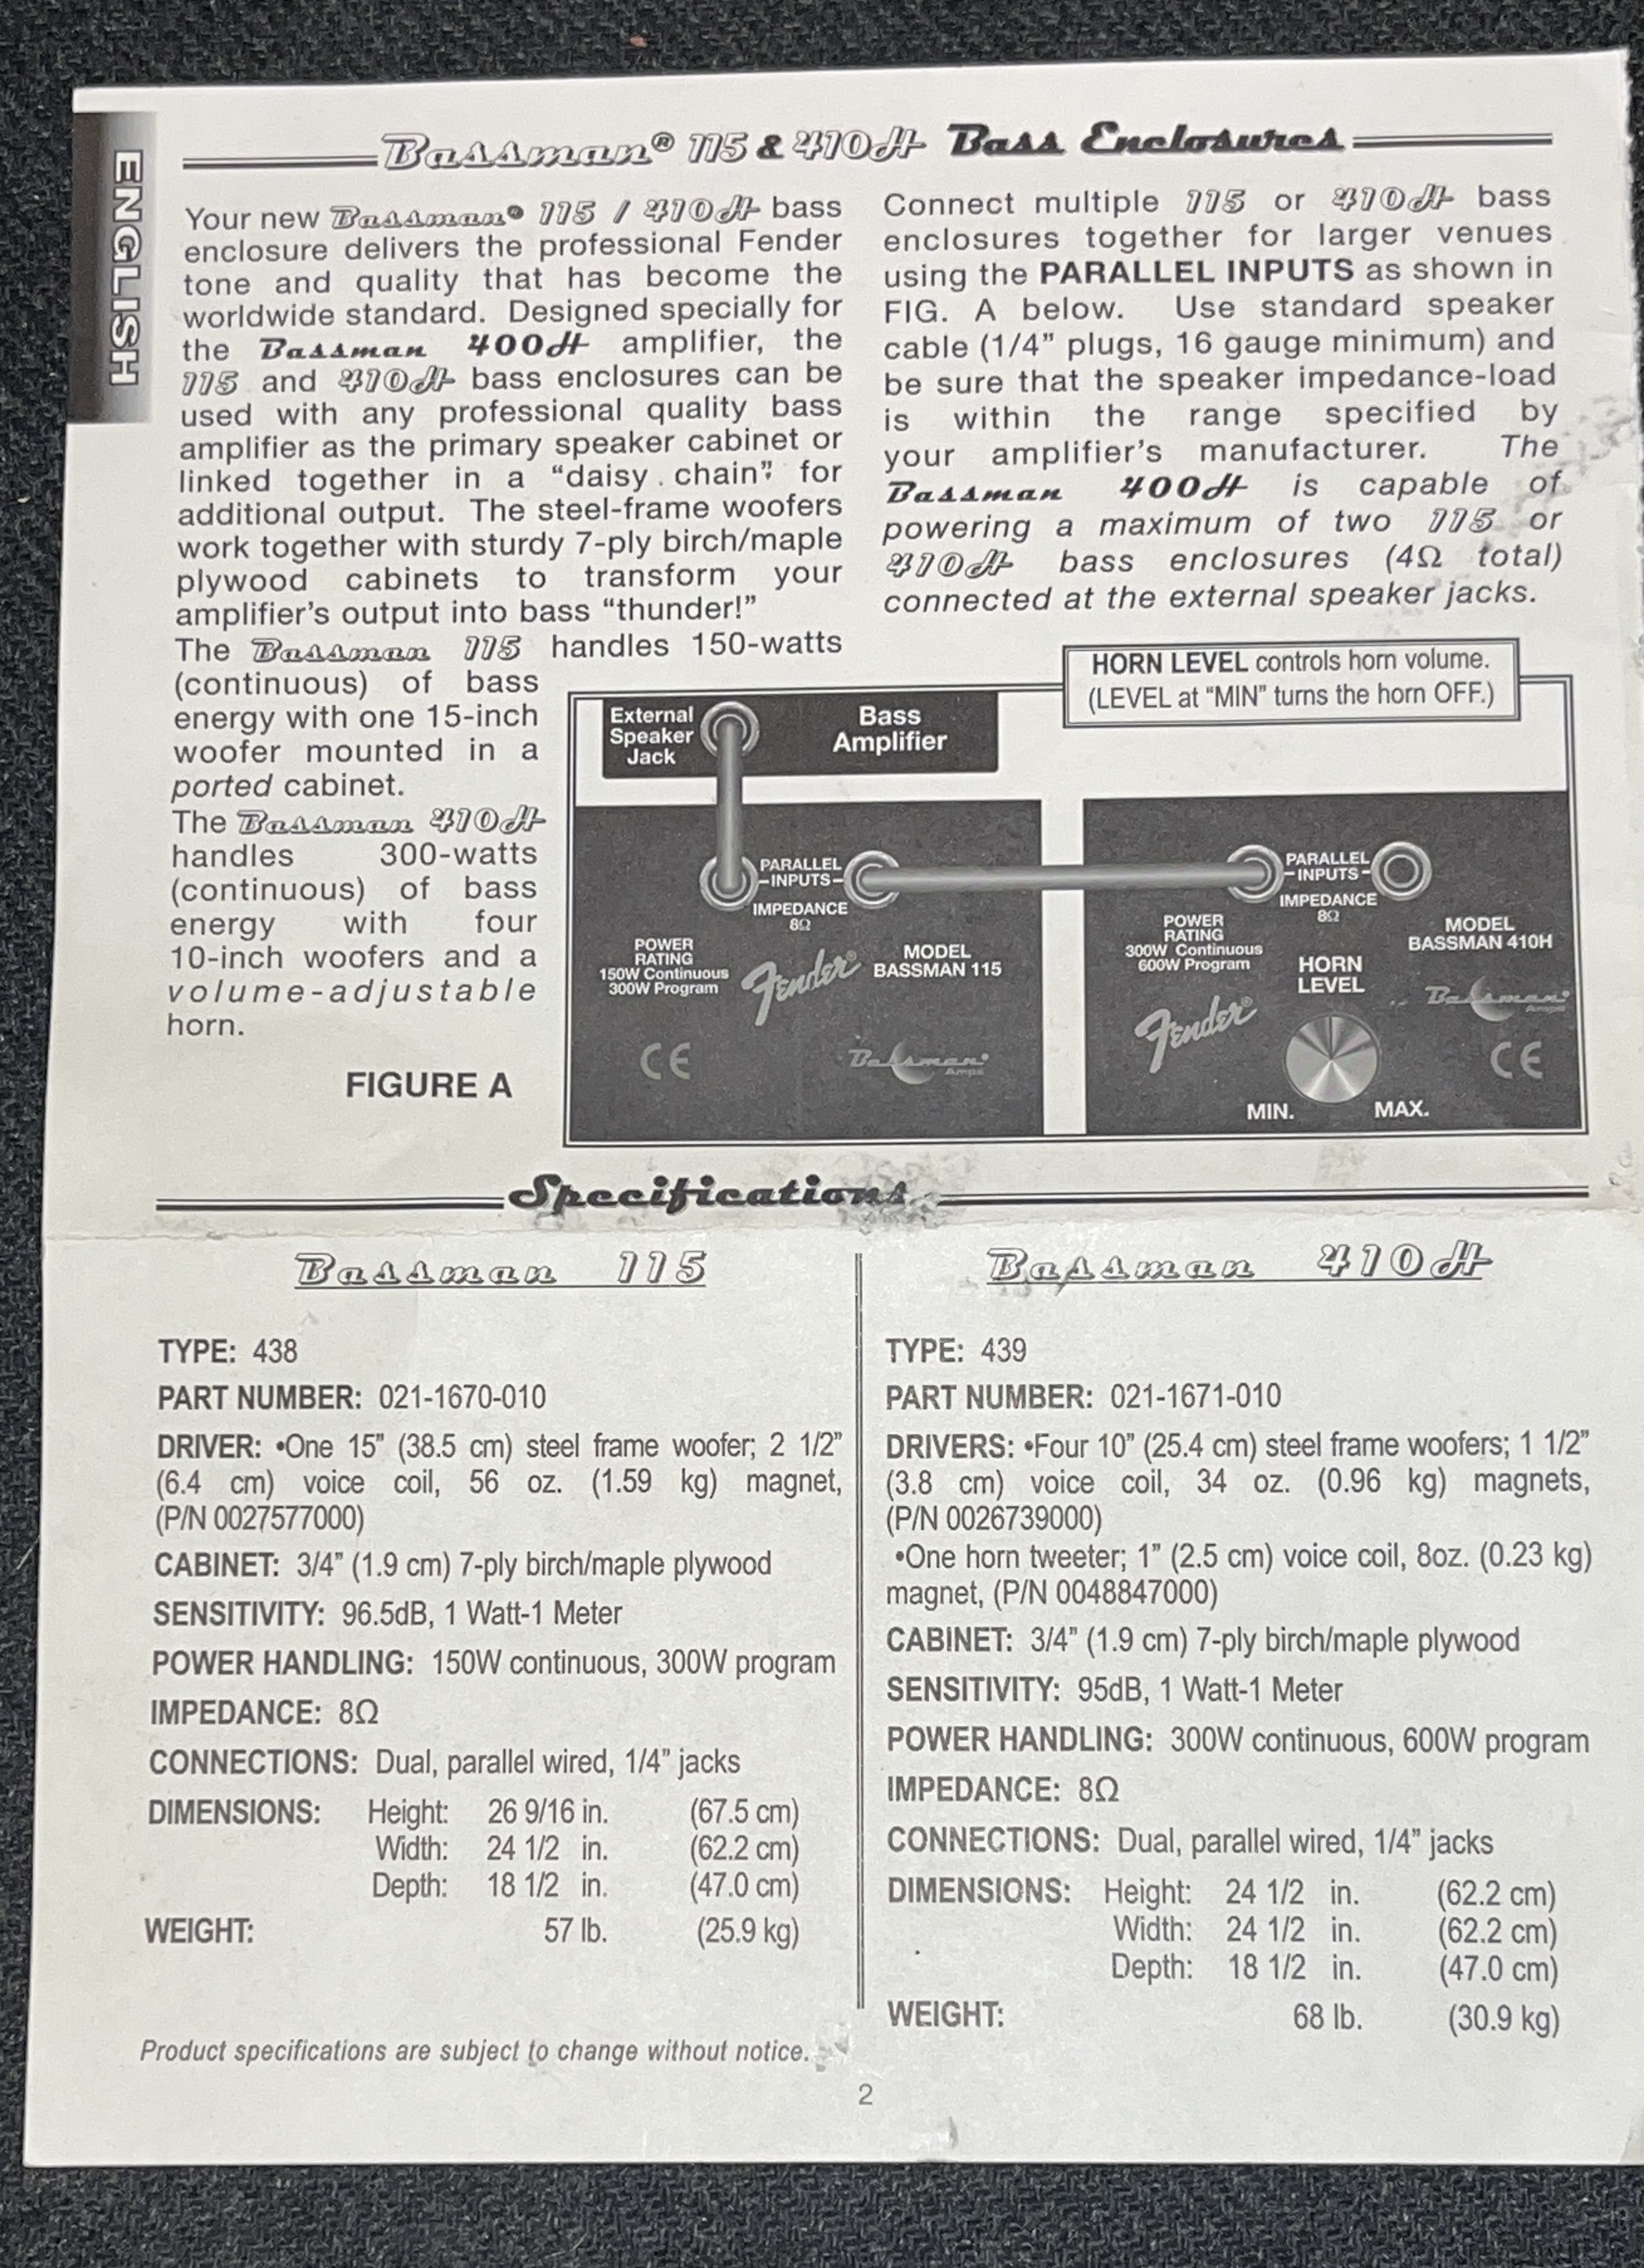 ENGLISH
Bassman® 115 & 410H Bass Enclosures
Your new Bassman® 115 / 410H bass
enclosure delivers the professional Fender
tone and quality that has become the
worldwide standard. Designed specially for
the Bassman 400H amplifier, the
115 and 410H bass enclosures can be
used with any professional quality bass
amplifier as the primary speaker cabinet or
linked together in a “daisy chain” for
additional output. The steel-frame woofers
work together with sturdy 7-ply birch/maple
plywood cabinets to transform your
amplifier's output into bass “thunder!”
The Bassman 115 handles 150-watts
(continuous) of bass
energy with one 15-inch
woofer mounted in a
ported cabinet.
The Bassman 410H
handles 300-watts
(continuous) of bass
energy with four
10-inch woofers and a
volume-adjustable
horn.
FIGURE A
Connect multiple 115 or 410H bass
enclosures together for larger venues
using the PARALLEL INPUTS as shown in
FIG. A below. Use standard speaker
cable (1/4” plugs, 16 gauge minimum) and
be sure that the speaker impedance-load
is within the range specified by
your amplifier's manufacturer. The
Bassman 400H is capable of
powering a maximum of two 115 or
410H bass enclosures (4Ω total)
connected at the external speaker jacks.
HORN LEVEL controls horn volume.
(LEVEL at “MIN” turns the horn OFF.)
External
Speaker
Jack
Bass
Amplifier
PARALLEL
INPUTS
IMPEDANCE
8Ω
POWER
RATING
150W Continuous
300W Program
Fender®
MODEL
BASSMAN 115
CE
Bassman®
Amps
PARALLEL
INPUTS
IMPEDANCE
8Ω
POWER
RATING
300W Continuous
600W Program
HORN
LEVEL
MODEL
BASSMAN 410H
Fender®
Bassman®
Amps
CE
MIN.
MAX.
Specifications
Bassman 115
TYPE: 438
PART NUMBER: 021-1670-010
DRIVER: •One 15” (38.5 cm) steel frame woofer; 2 1/2”
(6.4 cm) voice coil, 56 oz. (1.59 kg) magnet,
(P/N 0027577000)
CABINET: 3/4” (1.9 cm) 7-ply birch/maple plywood
SENSITIVITY: 96.5dB, 1 Watt-1 Meter
POWER HANDLING: 150W continuous, 300W program
IMPEDANCE: 8Ω
CONNECTIONS: Dual, parallel wired, 1/4” jacks
DIMENSIONS: Height: 26 9/16 in. (67.5 cm)
Width: 24 1/2 in. (62.2 cm)
Depth: 18 1/2 in. (47.0 cm)
WEIGHT: 57 lb. (25.9 kg)
Product specifications are subject to change without notice.
Bassman 410H
TYPE: 439
PART NUMBER: 021-1671-010
DRIVERS: •Four 10” (25.4 cm) steel frame woofers; 1 1/2”
(3.8 cm) voice coil, 34 oz. (0.96 kg) magnets,
(P/N 0026739000)
•One horn tweeter; 1” (2.5 cm) voice coil, 8oz. (0.23 kg)
magnet, (P/N 0048847000)
CABINET: 3/4” (1.9 cm) 7-ply birch/maple plywood
SENSITIVITY: 95dB, 1 Watt-1 Meter
POWER HANDLING: 300W continuous, 600W program
IMPEDANCE: 8Ω
CONNECTIONS: Dual, parallel wired, 1/4” jacks
DIMENSIONS: Height: 24 1/2 in. (62.2 cm)
Width: 24 1/2 in. (62.2 cm)
Depth: 18 1/2 in. (47.0 cm)
WEIGHT: 68 lb. (30.9 kg)
2